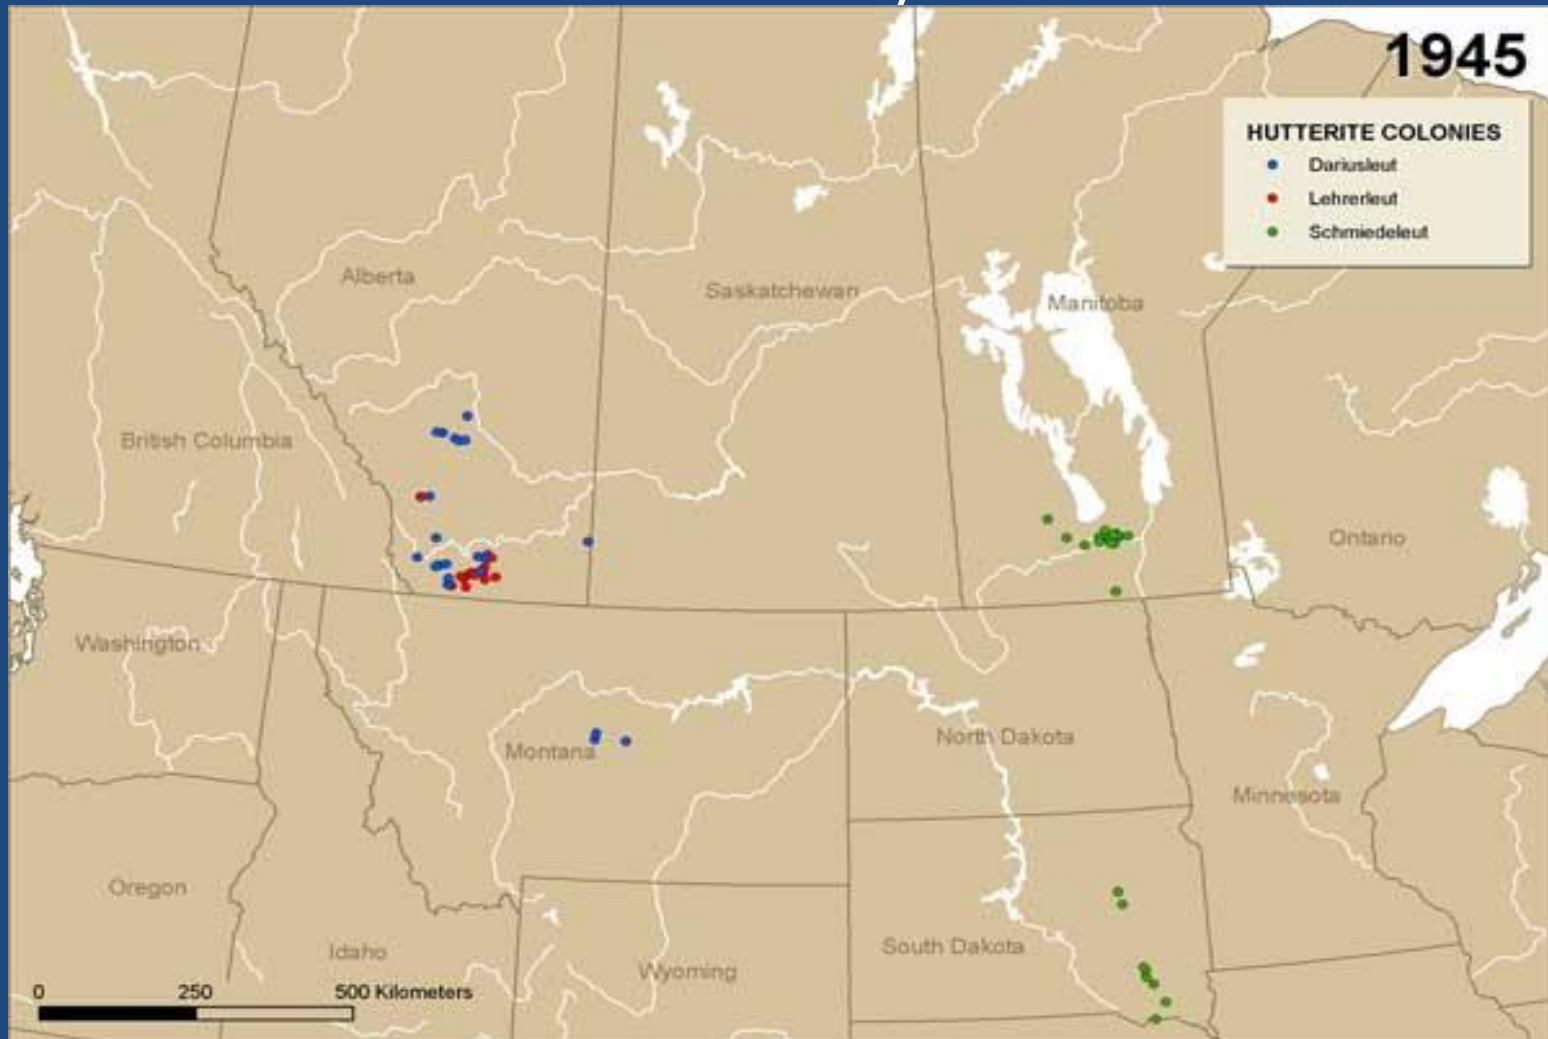 1945
HUTTERITE COLONIES
Dariusleut
Lehrerleut
Schmiedeleut
Alberta
Saskatchewan
Manitoba
British Columbia
Ontario
Washington
Montana
North Dakota
Minnesota
Oregon
Idaho
South Dakota
Wyoming
0 250 500 Kilometers